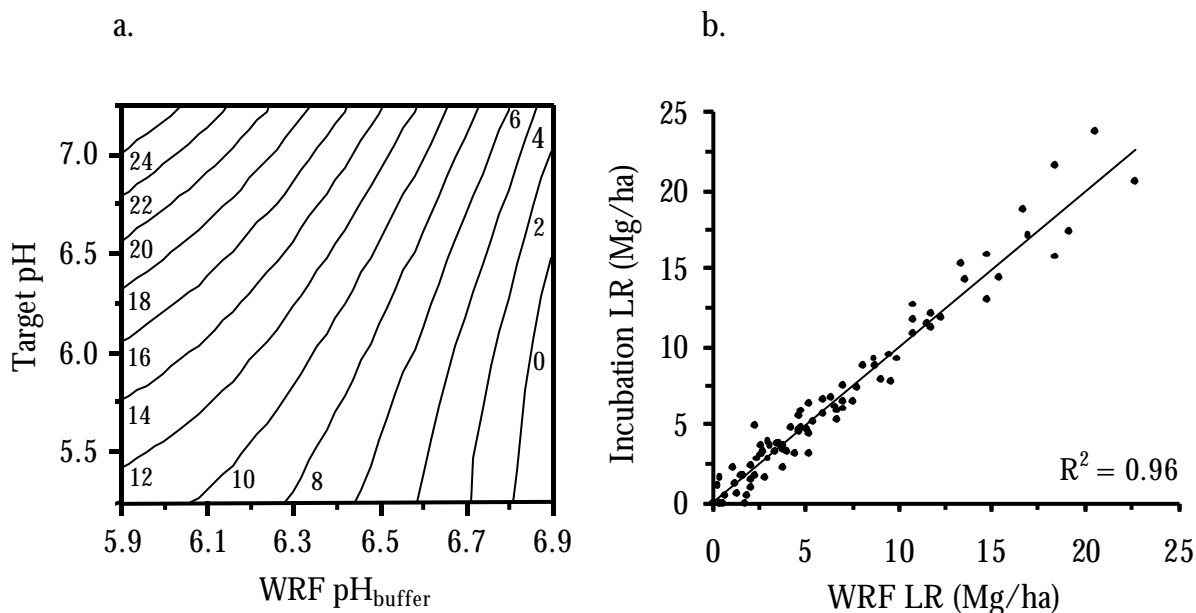 a.
7.0
6.5
6.0
5.5
Target pH
24
22
20
18
16
14
12
10
8
6
4
2
0
5.9 6.1 6.3 6.5 6.7 6.9
WRF pHbuffer
b.
25
20
15
10
5
0
Incubation LR (Mg/ha)
R2 = 0.96
0 5 10 15 20 25
WRF LR (Mg/ha)